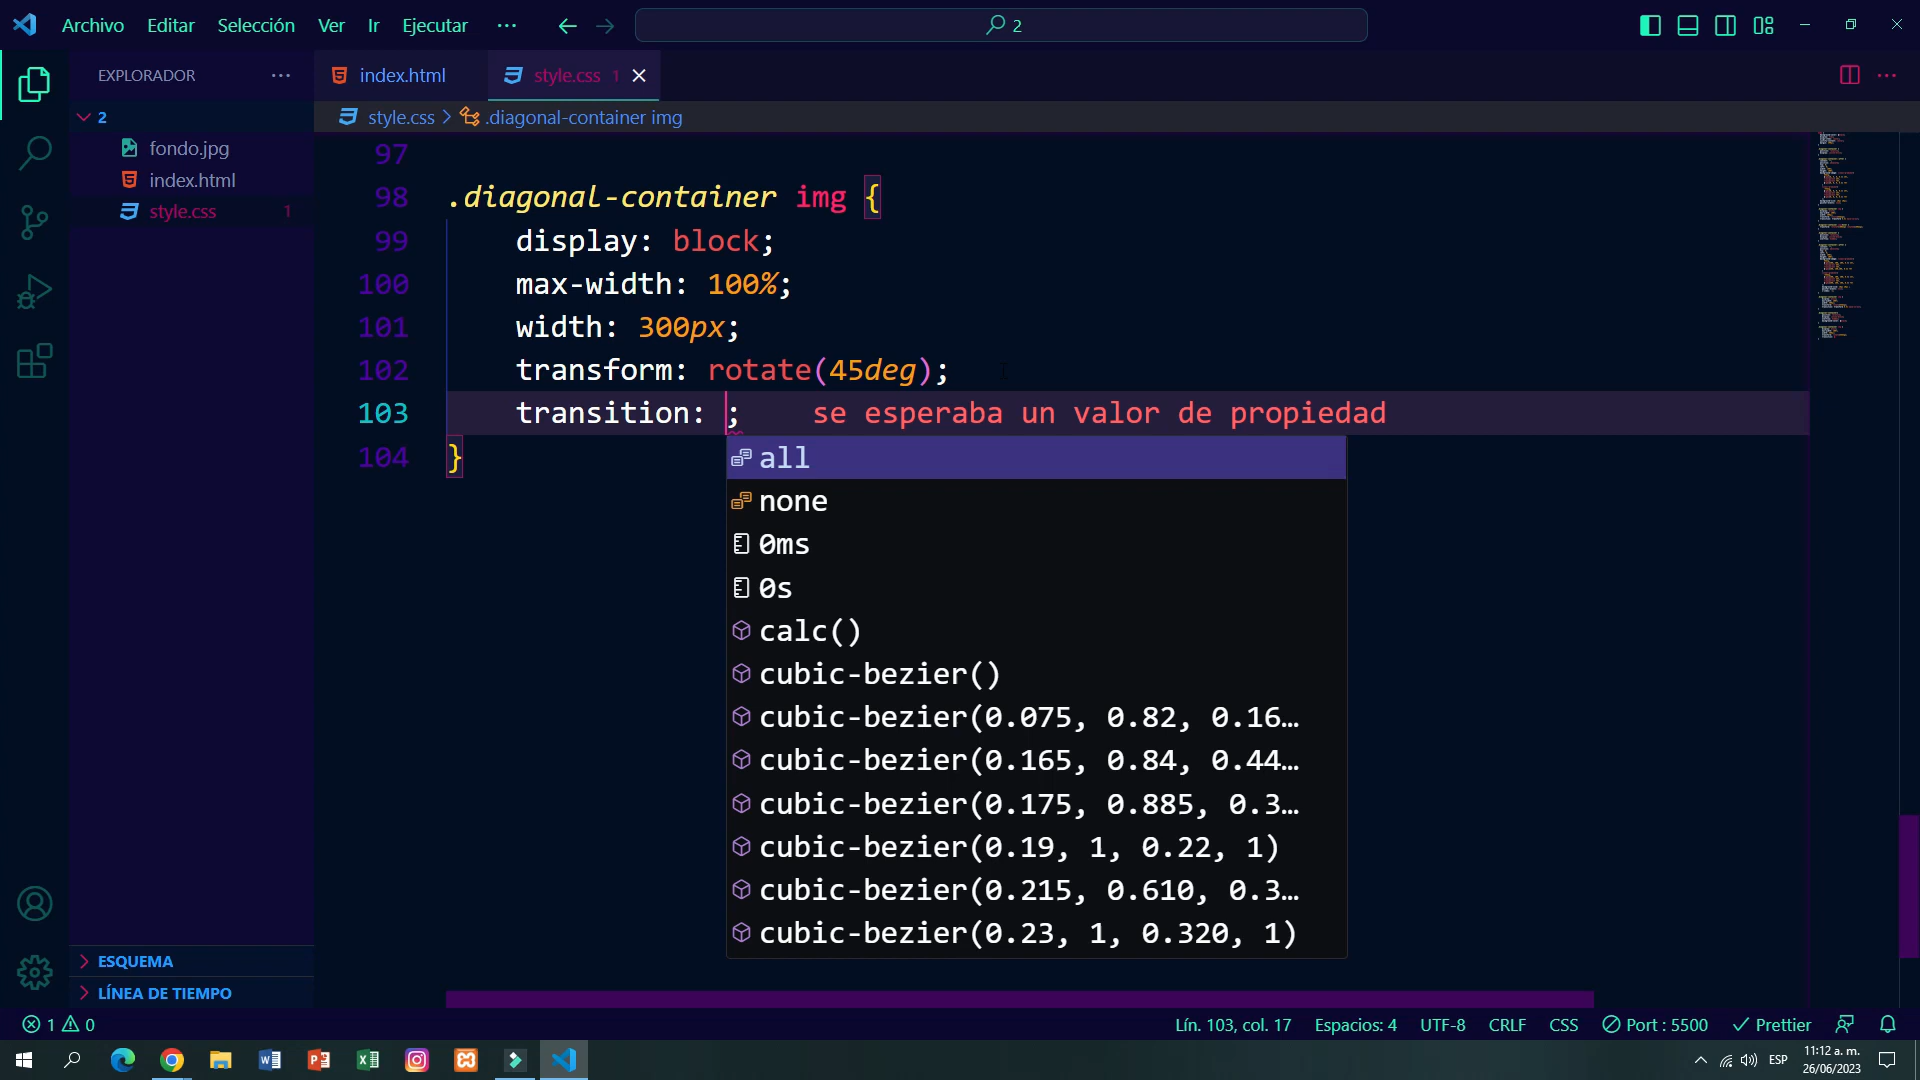 Archivo Editar Selección Ver Ir Ejecutar ··· 2
EXPLORADOR ···
index.html style.css 1
2
style.css > .diagonal-container img
fondo.jpg
index.html
style.css 1
97
98 .diagonal-container img {
99 display: block;
100 max-width: 100%;
101 width: 300px;
102 transform: rotate(45deg);
103 transition: ; se esperaba un valor de propiedad
104 }
all
none
0ms
0s
calc()
cubic-bezier()
cubic-bezier(0.075, 0.82, 0.16…
cubic-bezier(0.165, 0.84, 0.44…
cubic-bezier(0.175, 0.885, 0.3…
cubic-bezier(0.19, 1, 0.22, 1)
cubic-bezier(0.215, 0.610, 0.3…
cubic-bezier(0.23, 1, 0.320, 1)
ESQUEMA
LÍNEA DE TIEMPO
1 0 Lín. 103, col. 17 Espacios: 4 UTF-8 CRLF CSS Port : 5500 Prettier
ESP 11:12 a. m.
26/06/2023